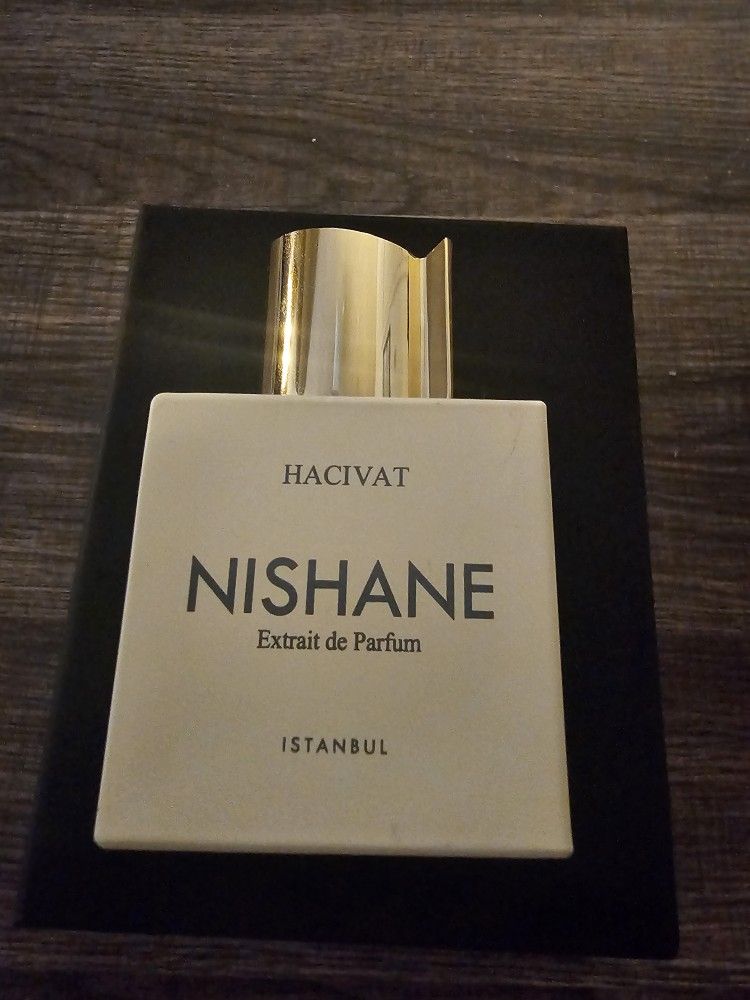 HACIVAT
NISHANE
Extrait de Parfum
ISTANBUL